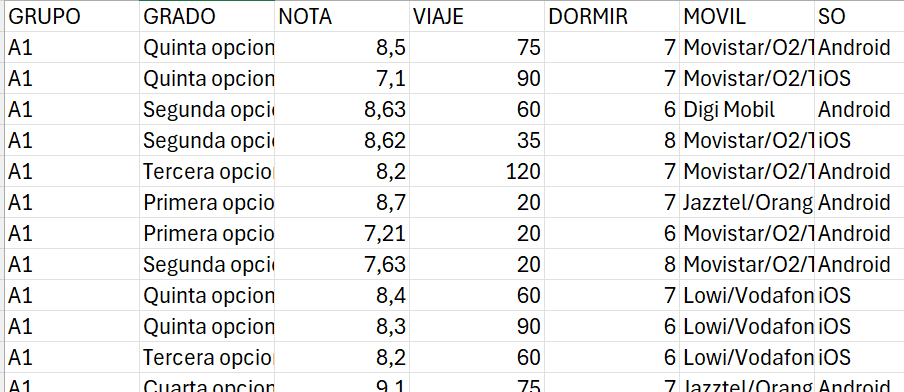 GRUPO GRADO NOTA VIAJE DORMIR MOVIL SO
A1 Quinta opcion 8,5 75 7 Movistar/O2/T Android
A1 Quinta opcion 7,1 90 7 Movistar/O2/T iOS
A1 Segunda opci 8,63 60 6 Digi Mobil Android
A1 Segunda opci 8,62 35 8 Movistar/O2/T iOS
A1 Tercera opcio 8,2 120 7 Movistar/O2/T Android
A1 Primera opcio 8,7 20 7 Jazztel/Orang Android
A1 Primera opcio 7,21 20 6 Movistar/O2/T Android
A1 Segunda opci 7,63 20 8 Movistar/O2/T Android
A1 Quinta opcion 8,4 60 7 Lowi/Vodafon iOS
A1 Quinta opcion 8,3 90 6 Lowi/Vodafon iOS
A1 Tercera opcio 8,2 60 6 Lowi/Vodafon iOS
A1 Cuarta opcion 9,1 75 7 Jazztel/Orang Android